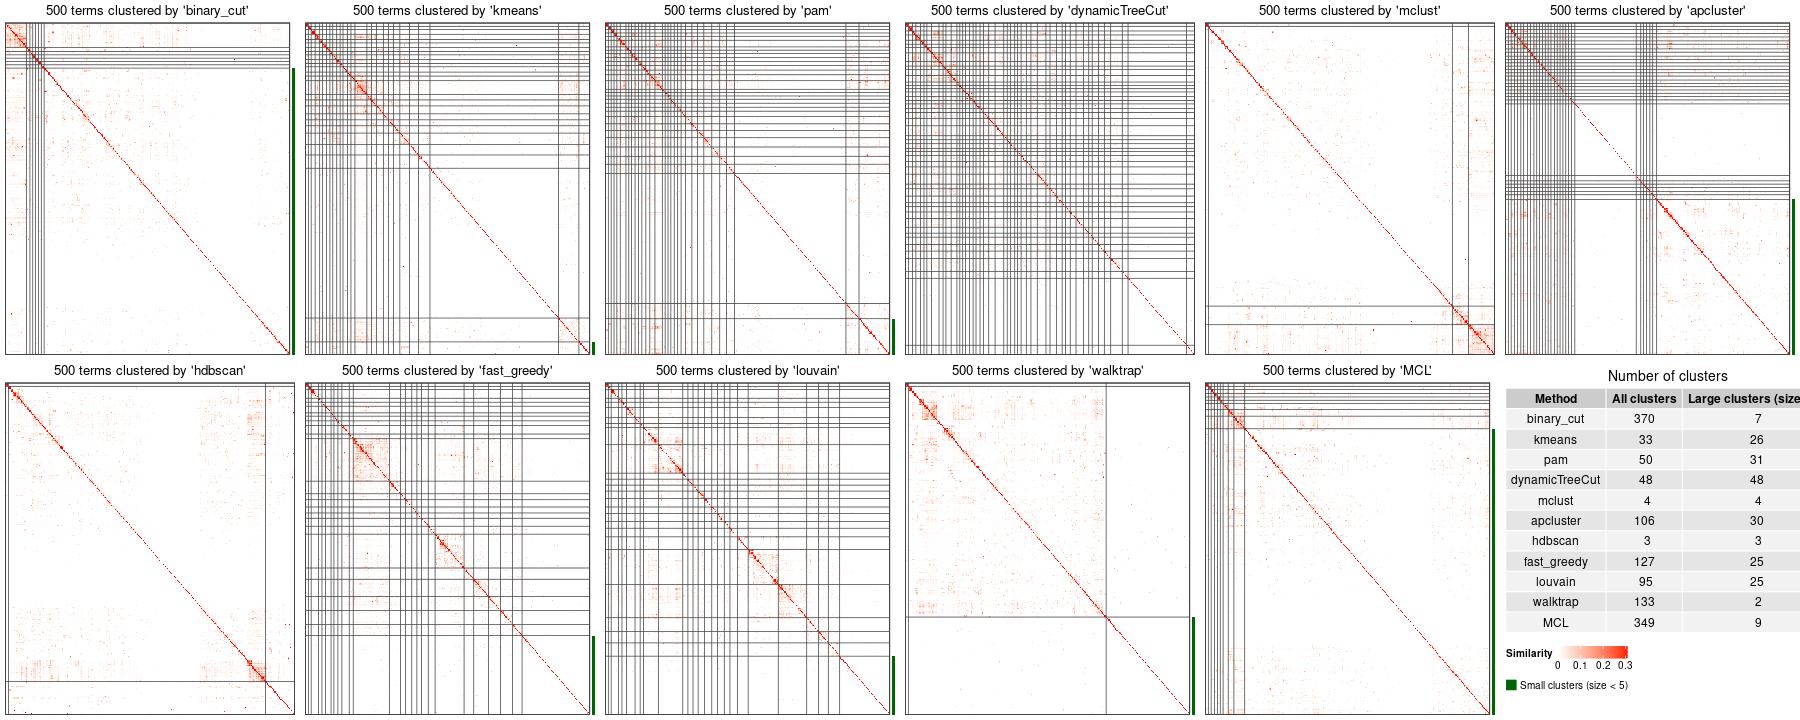 500 terms clustered by 'binary_cut'
500 terms clustered by 'kmeans'
500 terms clustered by 'pam'
500 terms clustered by 'dynamicTreeCut'
500 terms clustered by 'mclust'
500 terms clustered by 'apcluster'
500 terms clustered by 'hdbscan'
500 terms clustered by 'fast_greedy'
500 terms clustered by 'louvain'
500 terms clustered by 'walktrap'
500 terms clustered by 'MCL'
Number of clusters
Method All clusters Large clusters (size
binary_cut 370 7
kmeans 33 26
pam 50 31
dynamicTreeCut 48 48
mclust 4 4
apcluster 106 30
hdbscan 3 3
fast_greedy 127 25
louvain 95 25
walktrap 133 2
MCL 349 9
Similarity
0 0.1 0.2 0.3
Small clusters (size < 5)